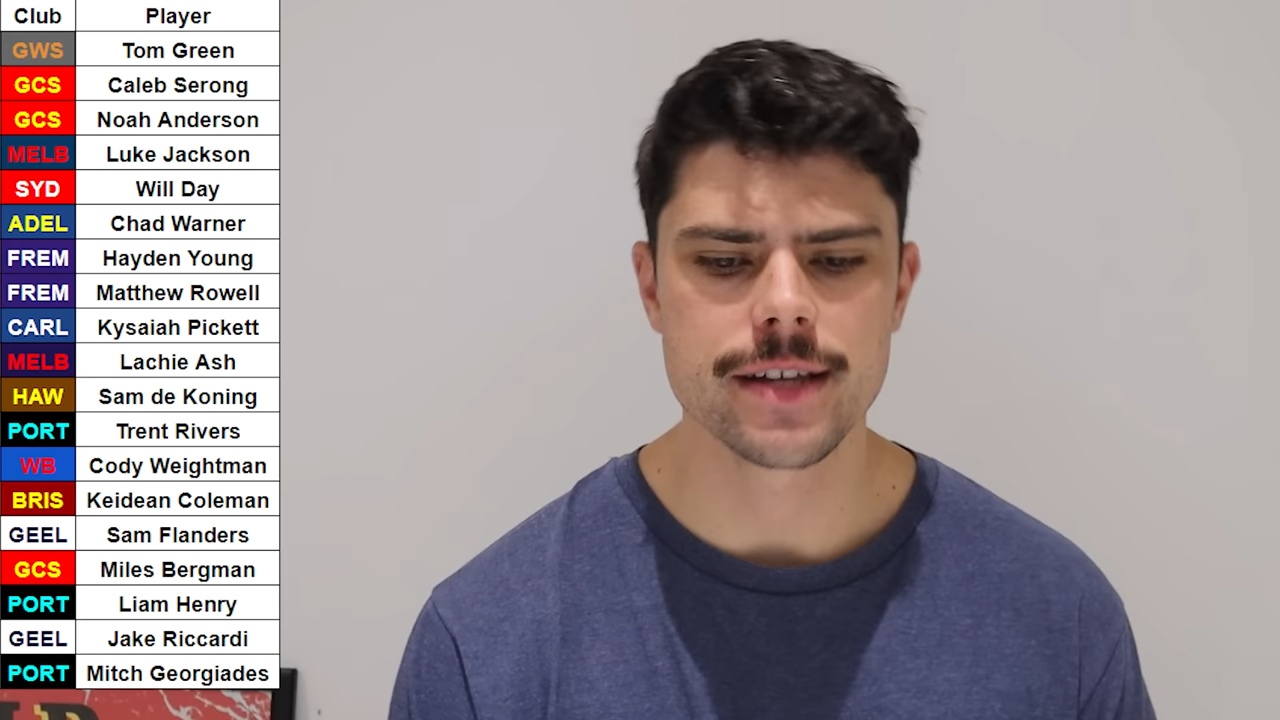 Club Player
GWS Tom Green
GCS Caleb Serong
GCS Noah Anderson
MELB Luke Jackson
SYD Will Day
ADEL Chad Warner
FREM Hayden Young
FREM Matthew Rowell
CARL Kysaiah Pickett
MELB Lachie Ash
HAW Sam de Koning
PORT Trent Rivers
WB Cody Weightman
BRIS Keidean Coleman
GEEL Sam Flanders
GCS Miles Bergman
PORT Liam Henry
GEEL Jake Riccardi
PORT Mitch Georgiades